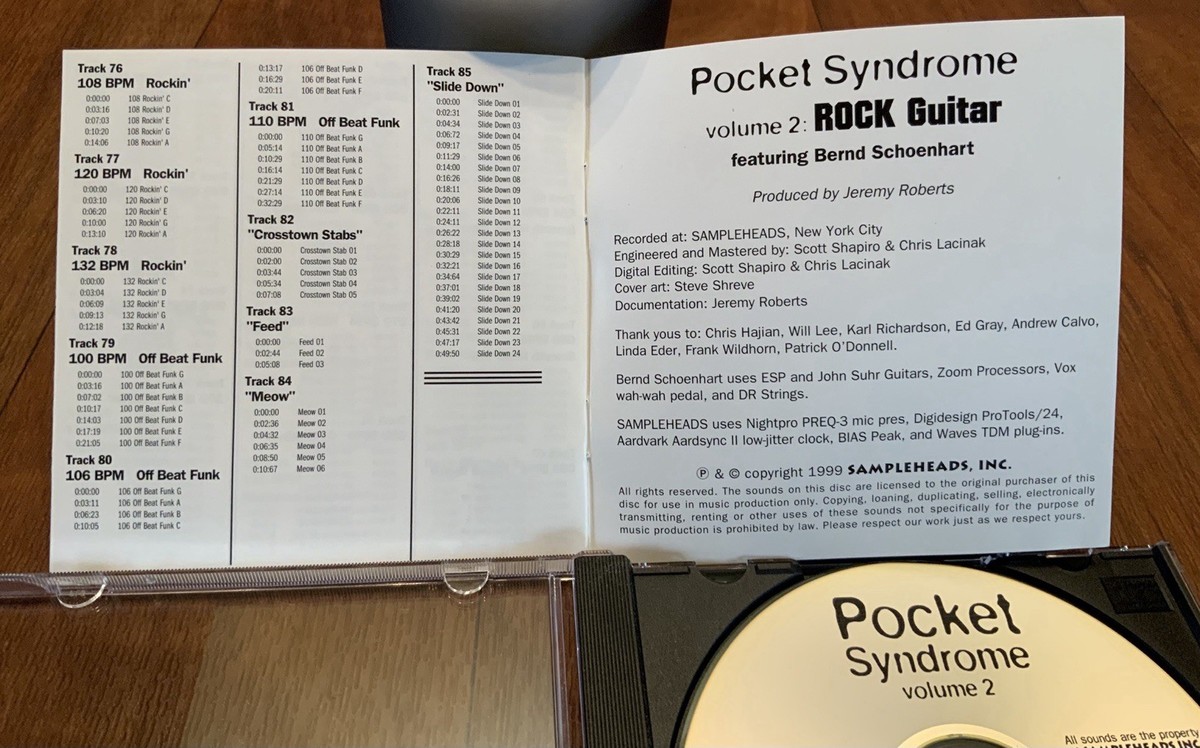 Track 76
108 BPM Rockin'
0:00:00 108 Rockin' C
0:03:16 108 Rockin' D
0:07:03 108 Rockin' E
0:10:20 108 Rockin' G
0:14:06 108 Rockin' A
Track 77
120 BPM Rockin'
0:00:00 120 Rockin' C
0:03:10 120 Rockin' D
0:06:20 120 Rockin' E
0:10:00 120 Rockin' G
0:13:10 120 Rockin' A
Track 78
132 BPM Rockin'
0:00:00 132 Rockin' C
0:03:04 132 Rockin' D
0:06:09 132 Rockin' E
0:09:13 132 Rockin' G
0:12:18 132 Rockin' A
Track 79
100 BPM Off Beat Funk
0:00:00 100 Off Beat Funk G
0:03:16 100 Off Beat Funk A
0:07:02 100 Off Beat Funk B
0:10:17 100 Off Beat Funk C
0:14:03 100 Off Beat Funk D
0:17:19 100 Off Beat Funk E
0:21:05 100 Off Beat Funk F
Track 80
106 BPM Off Beat Funk
0:00:00 106 Off Beat Funk G
0:03:11 106 Off Beat Funk A
0:06:23 106 Off Beat Funk B
0:10:05 106 Off Beat Funk C
0:13:17 106 Off Beat Funk D
0:16:29 106 Off Beat Funk E
0:20:11 106 Off Beat Funk F
Track 81
110 BPM Off Beat Funk
0:00:00 110 Off Beat Funk G
0:05:14 110 Off Beat Funk A
0:10:29 110 Off Beat Funk B
0:16:14 110 Off Beat Funk C
0:21:29 110 Off Beat Funk D
0:27:14 110 Off Beat Funk E
0:32:29 110 Off Beat Funk F
Track 82
"Crosstown Stabs"
0:00:00 Crosstown Stab 01
0:02:00 Crosstown Stab 02
0:03:44 Crosstown Stab 03
0:05:34 Crosstown Stab 04
0:07:08 Crosstown Stab 05
Track 83
"Feed"
0:00:00 Feed 01
0:02:44 Feed 02
0:05:08 Feed 03
Track 84
"Meow"
0:00:00 Meow 01
0:02:36 Meow 02
0:04:32 Meow 03
0:06:35 Meow 04
0:08:50 Meow 05
0:10:67 Meow 06
Track 85
"Slide Down"
0:00:00 Slide Down 01
0:02:31 Slide Down 02
0:04:34 Slide Down 03
0:06:72 Slide Down 04
0:09:17 Slide Down 05
0:11:29 Slide Down 06
0:14:00 Slide Down 07
0:16:26 Slide Down 08
0:18:11 Slide Down 09
0:20:06 Slide Down 10
0:22:11 Slide Down 11
0:24:11 Slide Down 12
0:26:22 Slide Down 13
0:28:18 Slide Down 14
0:30:29 Slide Down 15
0:32:21 Slide Down 16
0:34:64 Slide Down 17
0:37:01 Slide Down 18
0:39:02 Slide Down 19
0:41:20 Slide Down 20
0:43:42 Slide Down 21
0:45:31 Slide Down 22
0:47:17 Slide Down 23
0:49:50 Slide Down 24
Pocket Syndrome
volume 2: ROCK Guitar
featuring Bernd Schoenhart
Produced by Jeremy Roberts
Recorded at: SAMPLEHEADS, New York City
Engineered and Mastered by: Scott Shapiro & Chris Lacinak
Digital Editing: Scott Shapiro & Chris Lacinak
Cover art: Steve Shreve
Documentation: Jeremy Roberts
Thank yous to: Chris Hajian, Will Lee, Karl Richardson, Ed Gray, Andrew Calvo,
Linda Eder, Frank Wildhorn, Patrick O'Donnell.
Bernd Schoenhart uses ESP and John Suhr Guitars, Zoom Processors, Vox
wah-wah pedal, and DR Strings.
SAMPLEHEADS uses Nightpro PREQ-3 mic pres, Digidesign ProTools/24,
Aardvark Aardsync II low-jitter clock, BIAS Peak, and Waves TDM plug-ins.
℗ & © copyright 1999 SAMPLEHEADS, INC.
All rights reserved. The sounds on this disc are licensed to the original purchaser of this
disc for use in music production only. Copying, loaning, duplicating, selling, electronically
transmitting, renting or other uses of these sounds not specifically for the purpose of
music production is prohibited by law. Please respect our work just as we respect yours.
Pocket
Syndrome
volume 2
All sounds are the property
SAMPLEHEADS INC